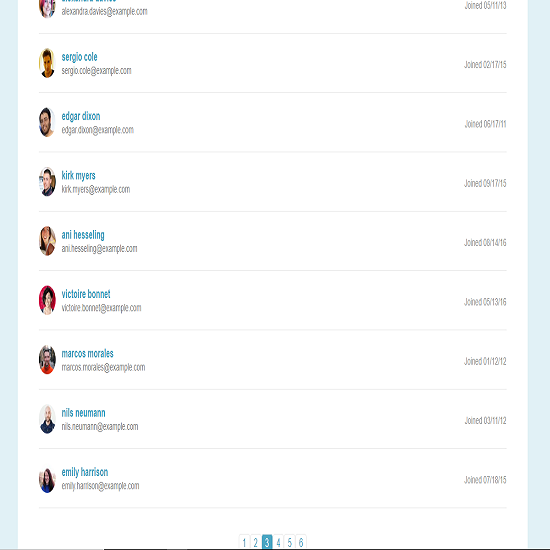 alexandra davies
alexandra.davies@example.com
Joined 05/11/13
sergio cole
sergio.cole@example.com
Joined 02/17/15
edgar dixon
edgar.dixon@example.com
Joined 06/17/11
kirk myers
kirk.myers@example.com
Joined 09/17/15
ani hesseling
ani.hesseling@example.com
Joined 08/14/16
victoire bonnet
victoire.bonnet@example.com
Joined 05/13/16
marcos morales
marcos.morales@example.com
Joined 01/12/12
nils neumann
nils.neumann@example.com
Joined 03/11/12
emily harrison
emily.harrison@example.com
Joined 07/18/15
1 2 3 4 5 6